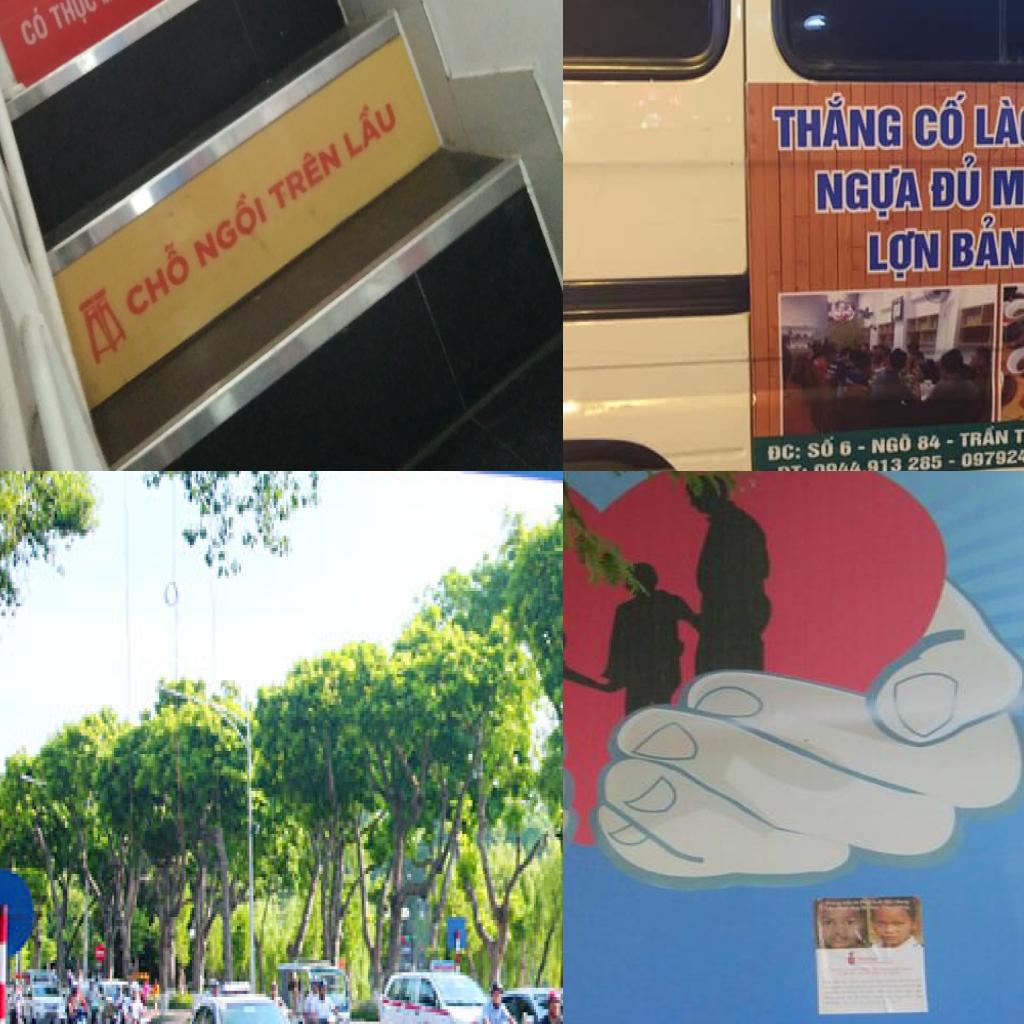 CÓ THỰC
CHỖ NGỒI TRÊN LẦU
THẮNG CỐ LÀO
NGỰA ĐỦ M
LỢN BẢN
ĐC: SỐ 6 - NGÕ 84 - TRẦN T
ĐT: 0944 913 285 - 097924